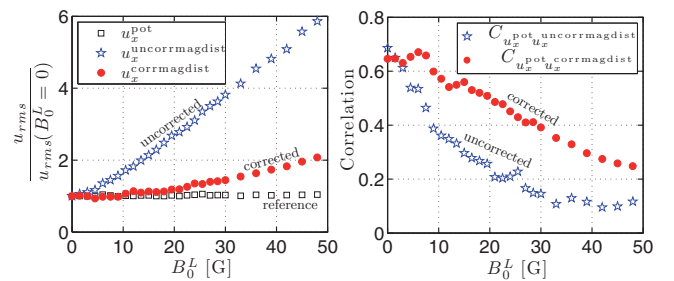 6
4
2
0
0 10 20 30 40 50
u_rms
u_rms(B_0^L = 0)
B_0^L [G]
u_x^pot
u_x^uncorrmagdist
u_x^corrmagdist
uncorrected
corrected
reference
0.8
0.6
0.4
0.2
0
0 10 20 30 40 50
Correlation
B_0^L [G]
C_{u_x^pot u_x^uncorrmagdist}
C_{u_x^pot u_x^corrmagdist}
corrected
uncorrected